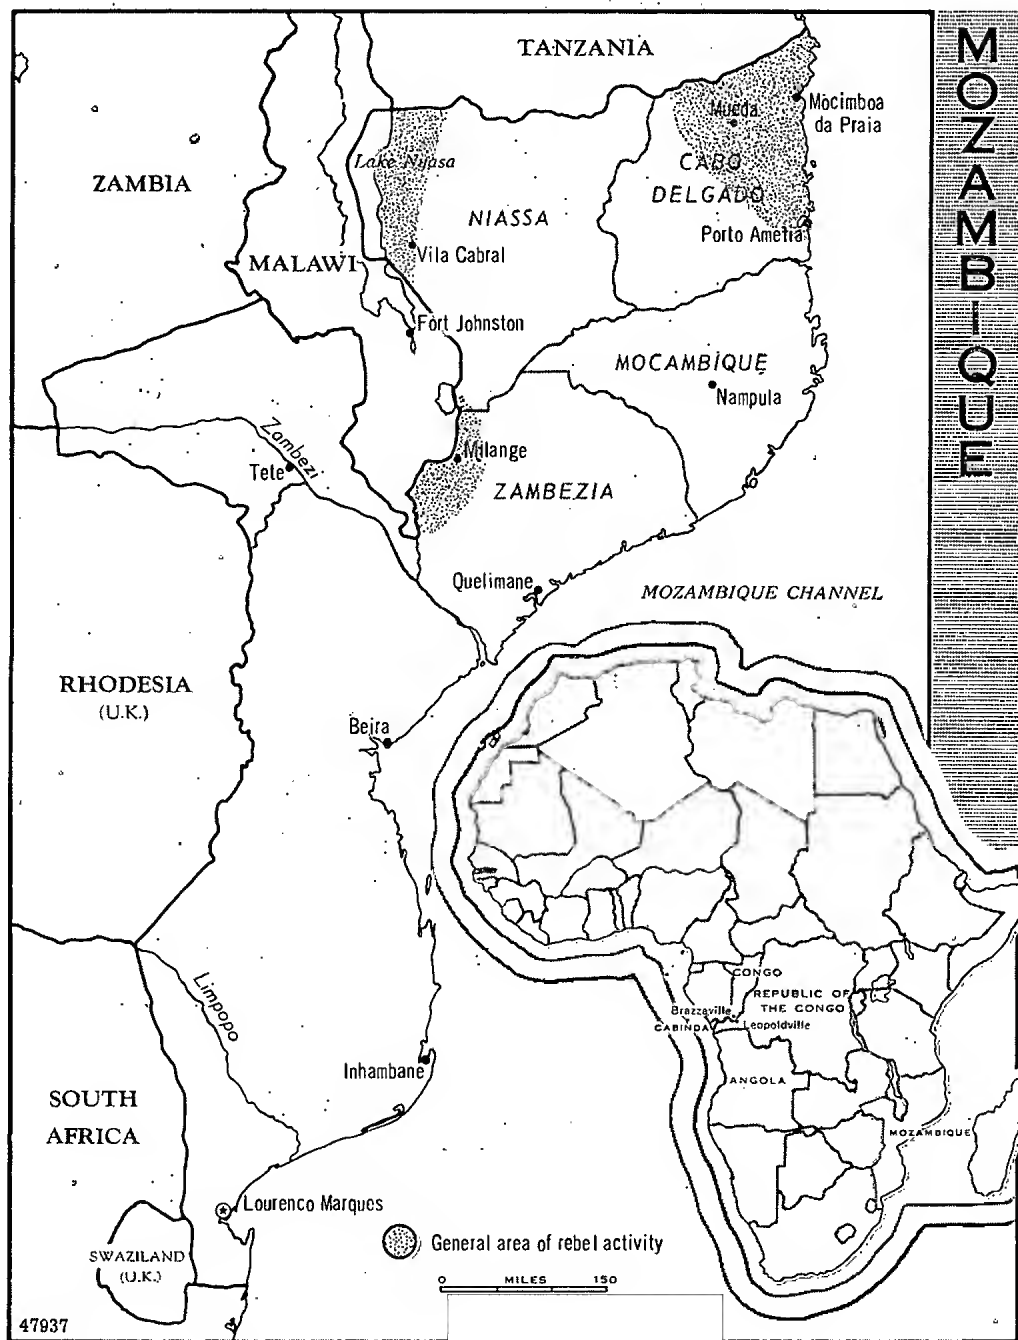 MOZAMBIQUE
TANZANIA
Mueda
Mocimboa
da Praia
ZAMBIA
Lake Nyasa
CABO
DELGADO
NIASSA
Porto Amelia
Vila Cabral
MALAWI
Fort Johnston
MOCAMBIQUE
Nampula
Zambezi
Tete
Milange
ZAMBEZIA
Quelimane
MOZAMBIQUE CHANNEL
RHODESIA
(U.K.)
Beira
Limpopo
CONGO
REPUBLIC OF
THE CONGO
Brazzaville
CABINDA
Leopoldville
Inhambane
ANGOLA
SOUTH
AFRICA
MOZAMBIQUE
Lourenco Marques
General area of rebel activity
SWAZILAND
(U.K.)
0 MILES 150
47937